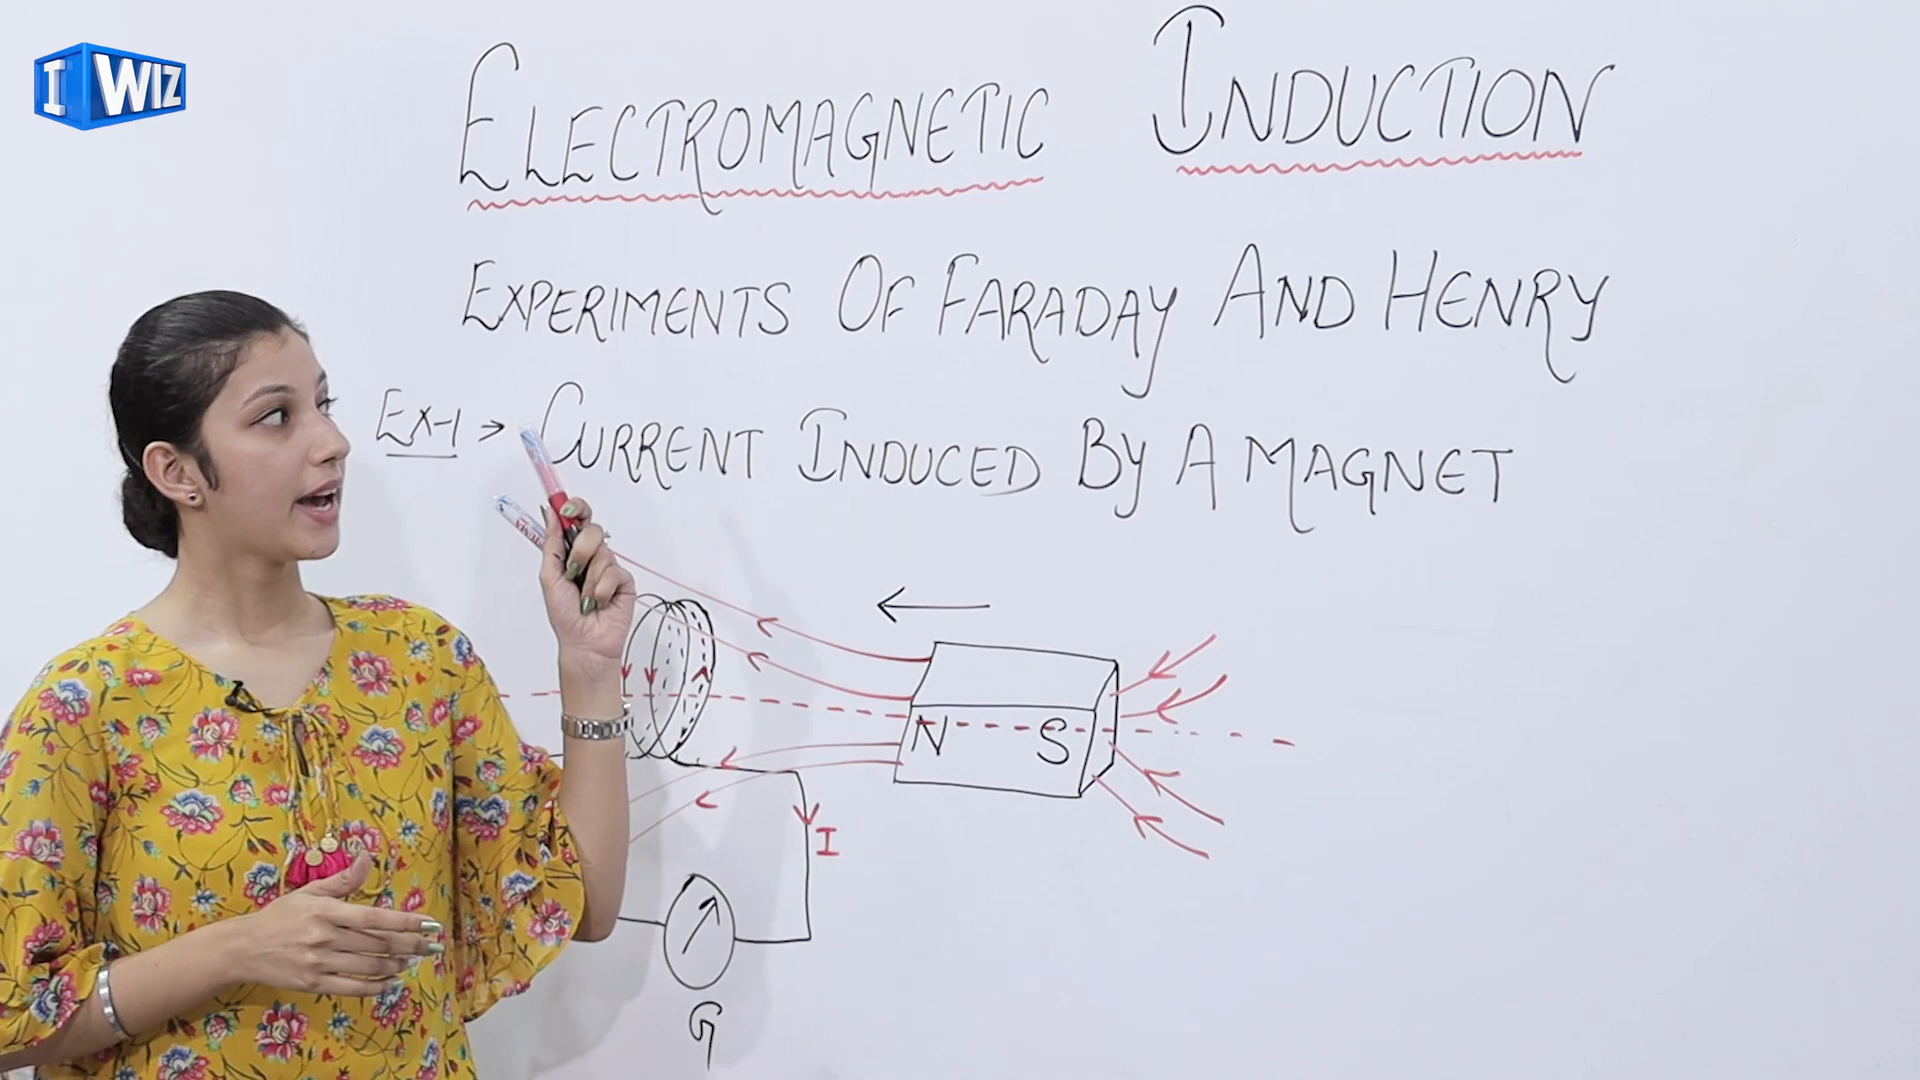 I WIZ
ELECTROMAGNETIC INDUCTION
EXPERIMENTS OF FARADAY AND HENRY
EX-1 → CURRENT INDUCED BY A MAGNET
N S
I
G